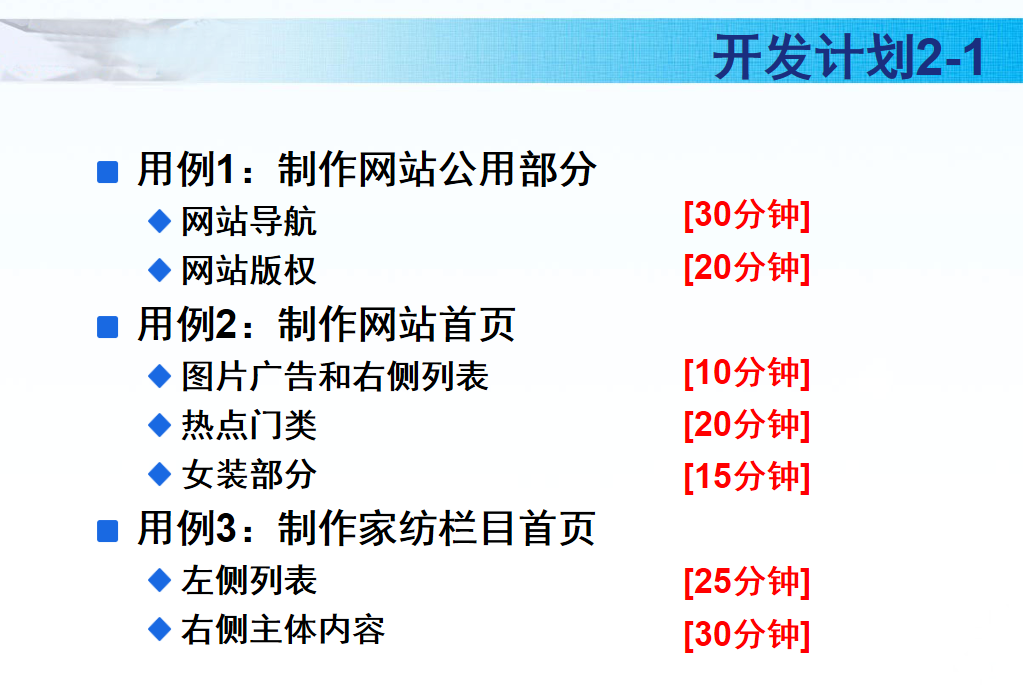 开发计划2-1
用例1：制作网站公用部分
网站导航 [30分钟]
网站版权 [20分钟]
用例2：制作网站首页
图片广告和右侧列表 [10分钟]
热点门类 [20分钟]
女装部分 [15分钟]
用例3：制作家纺栏目首页
左侧列表 [25分钟]
右侧主体内容 [30分钟]